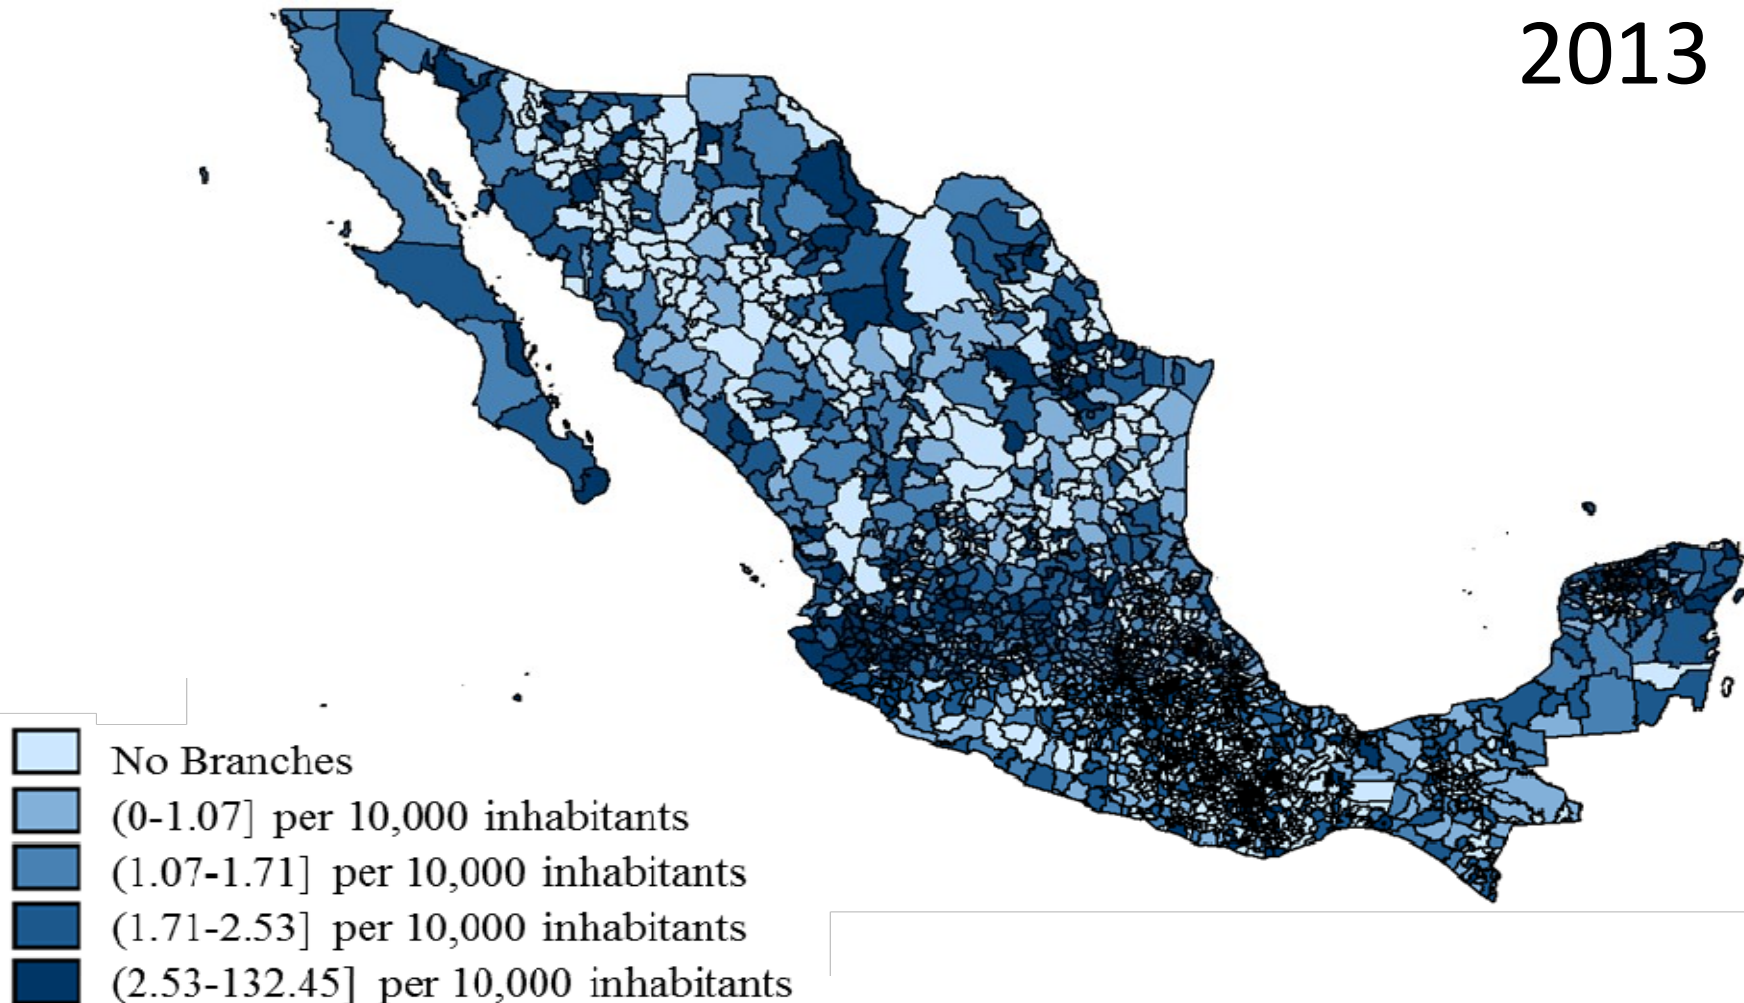 2013
No Branches
(0-1.07] per 10,000 inhabitants
(1.07-1.71] per 10,000 inhabitants
(1.71-2.53] per 10,000 inhabitants
(2.53-132.45] per 10,000 inhabitants